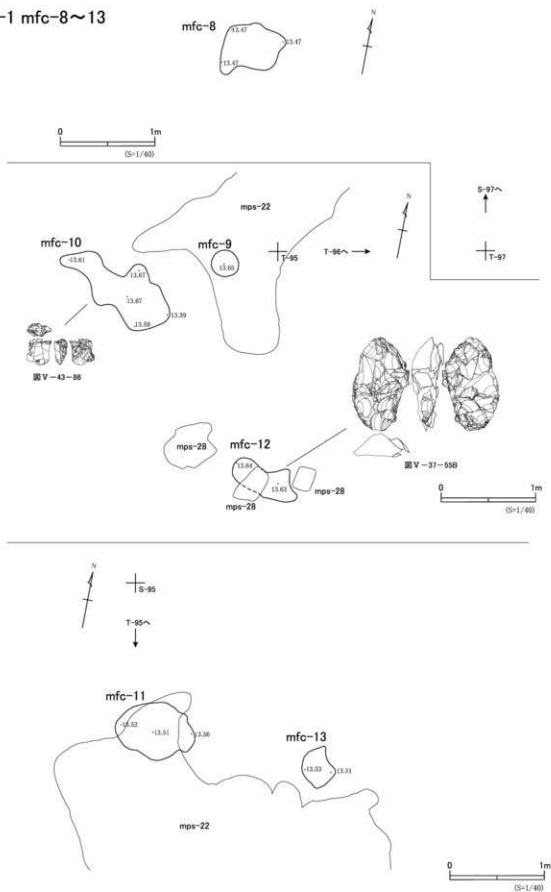 -1 mfc-8～13
mfc-8
N
13.47
13.47
13.47
0 1m
(S=1/40)
mps-22
N
S-97へ
mfc-10
mfc-9
13.61
13.67
13.65
T-95
T-96へ
T-97
13.67
13.59
13.59
図Ⅴ-43-86
mps-28
mfc-12
13.64
13.63
mps-28
mps-28
図Ⅴ-37-55B
0 1m
(S=1/40)
N
S-95
T-95へ
mfc-11
13.52
13.51
13.56
mfc-13
13.53
13.51
mps-22
0 1m
(S=1/40)